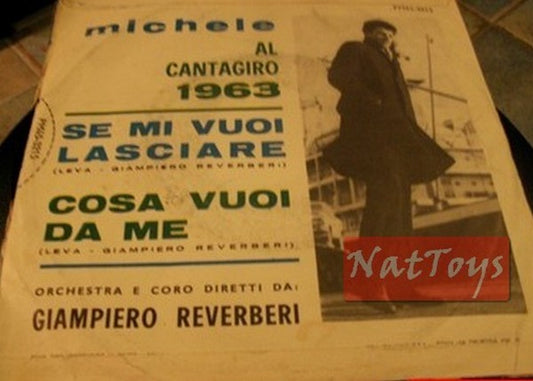 michele
AL
CANTAGIRO
1963
SE MI VUOI
LASCIARE
(LEVA - GIAMPIERO REVERBERI)
COSA VUOI
DA ME
(LEVA - GIAMPIERO REVERBERI)
ORCHESTRA E CORO DIRETTI DA:
GIAMPIERO REVERBERI
NatToys